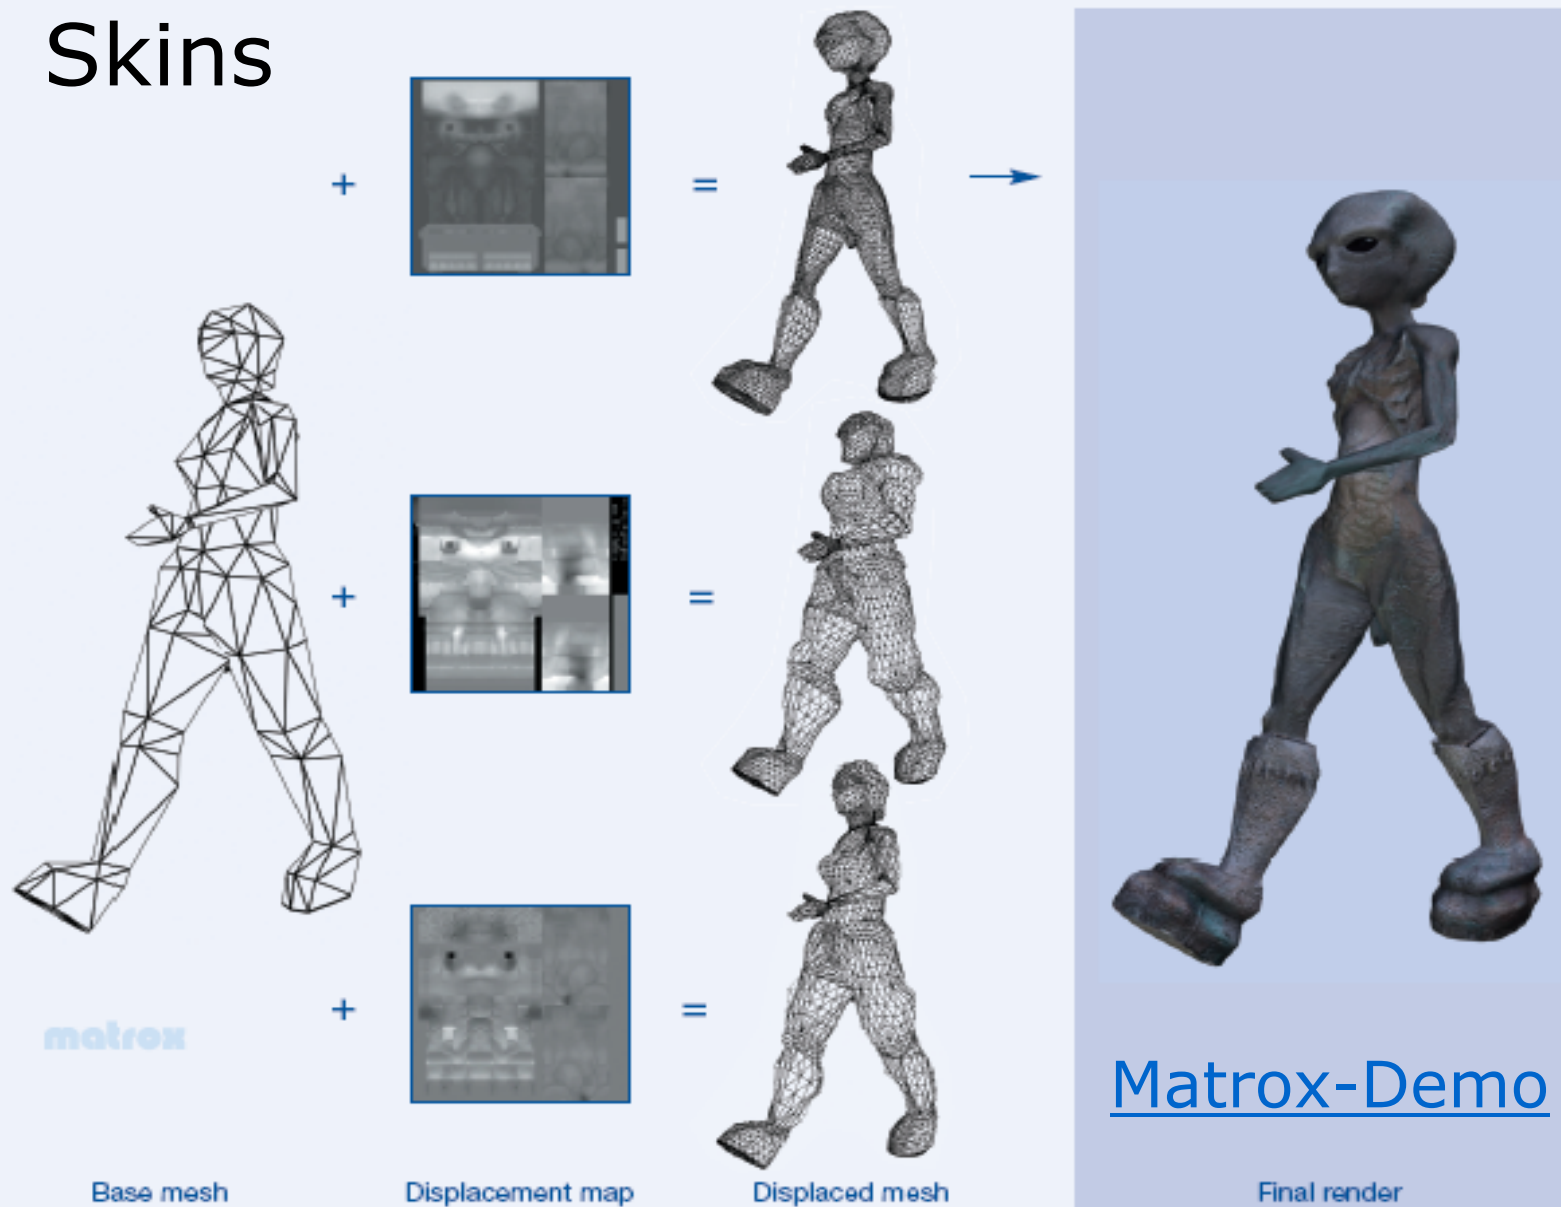 Skins
+
=
+
=
+
=
matrox
Matrox-Demo
Base mesh
Displacement map
Displaced mesh
Final render